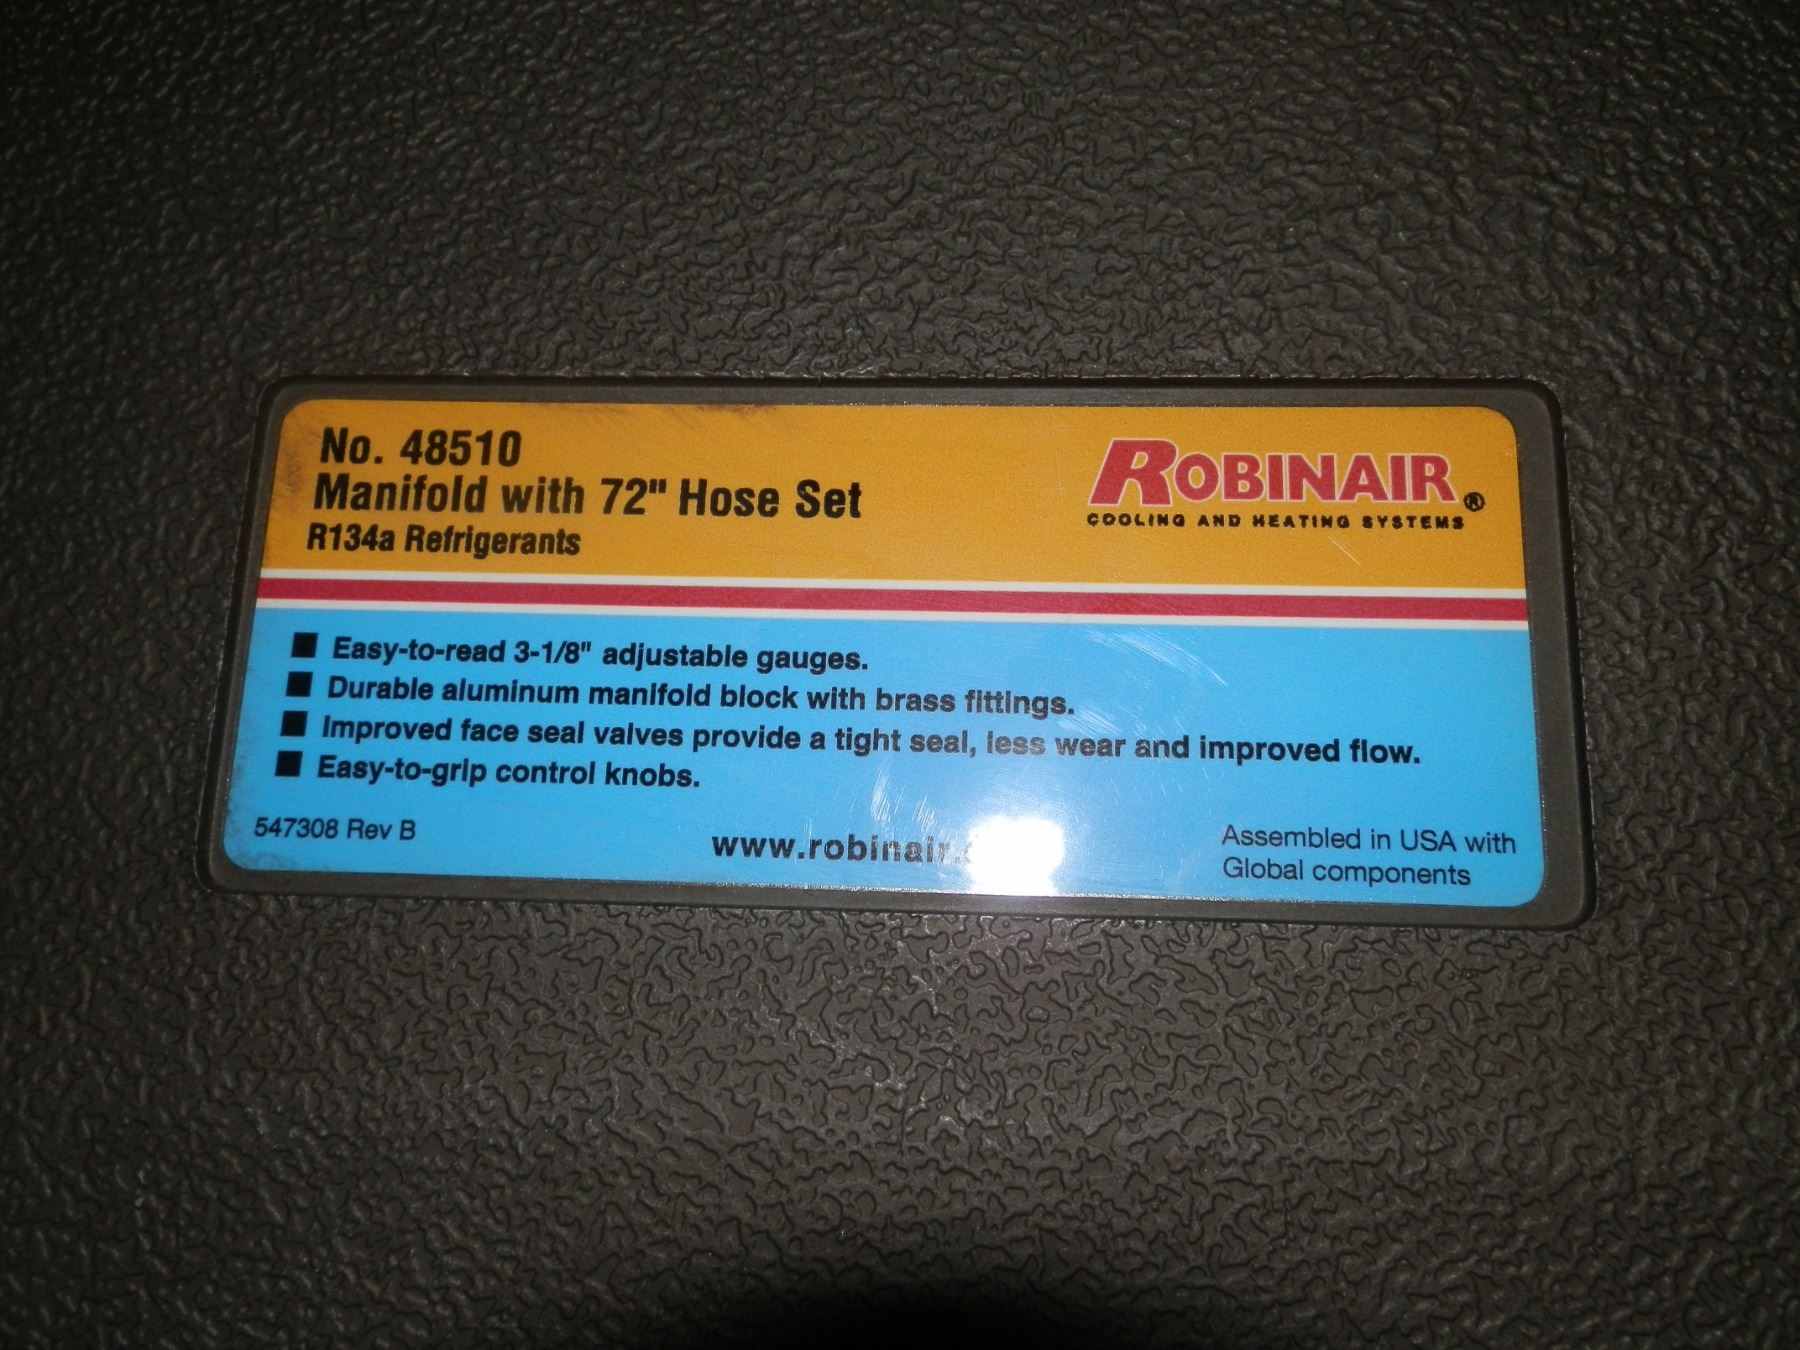 No. 48510
Manifold with 72" Hose Set
R134a Refrigerants
ROBINAIR®
COOLING AND HEATING SYSTEMS
■ Easy-to-read 3-1/8" adjustable gauges.
■ Durable aluminum manifold block with brass fittings.
■ Improved face seal valves provide a tight seal, less wear and improved flow.
■ Easy-to-grip control knobs.
547308 Rev B
www.robinair.
Assembled in USA with
Global components